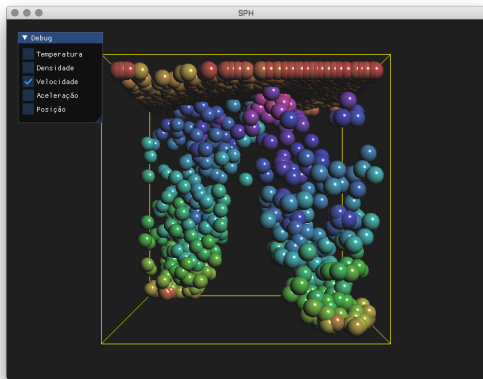 SPH
Debug
Temperatura
Densidade
Velocidade
Aceleração
Posição